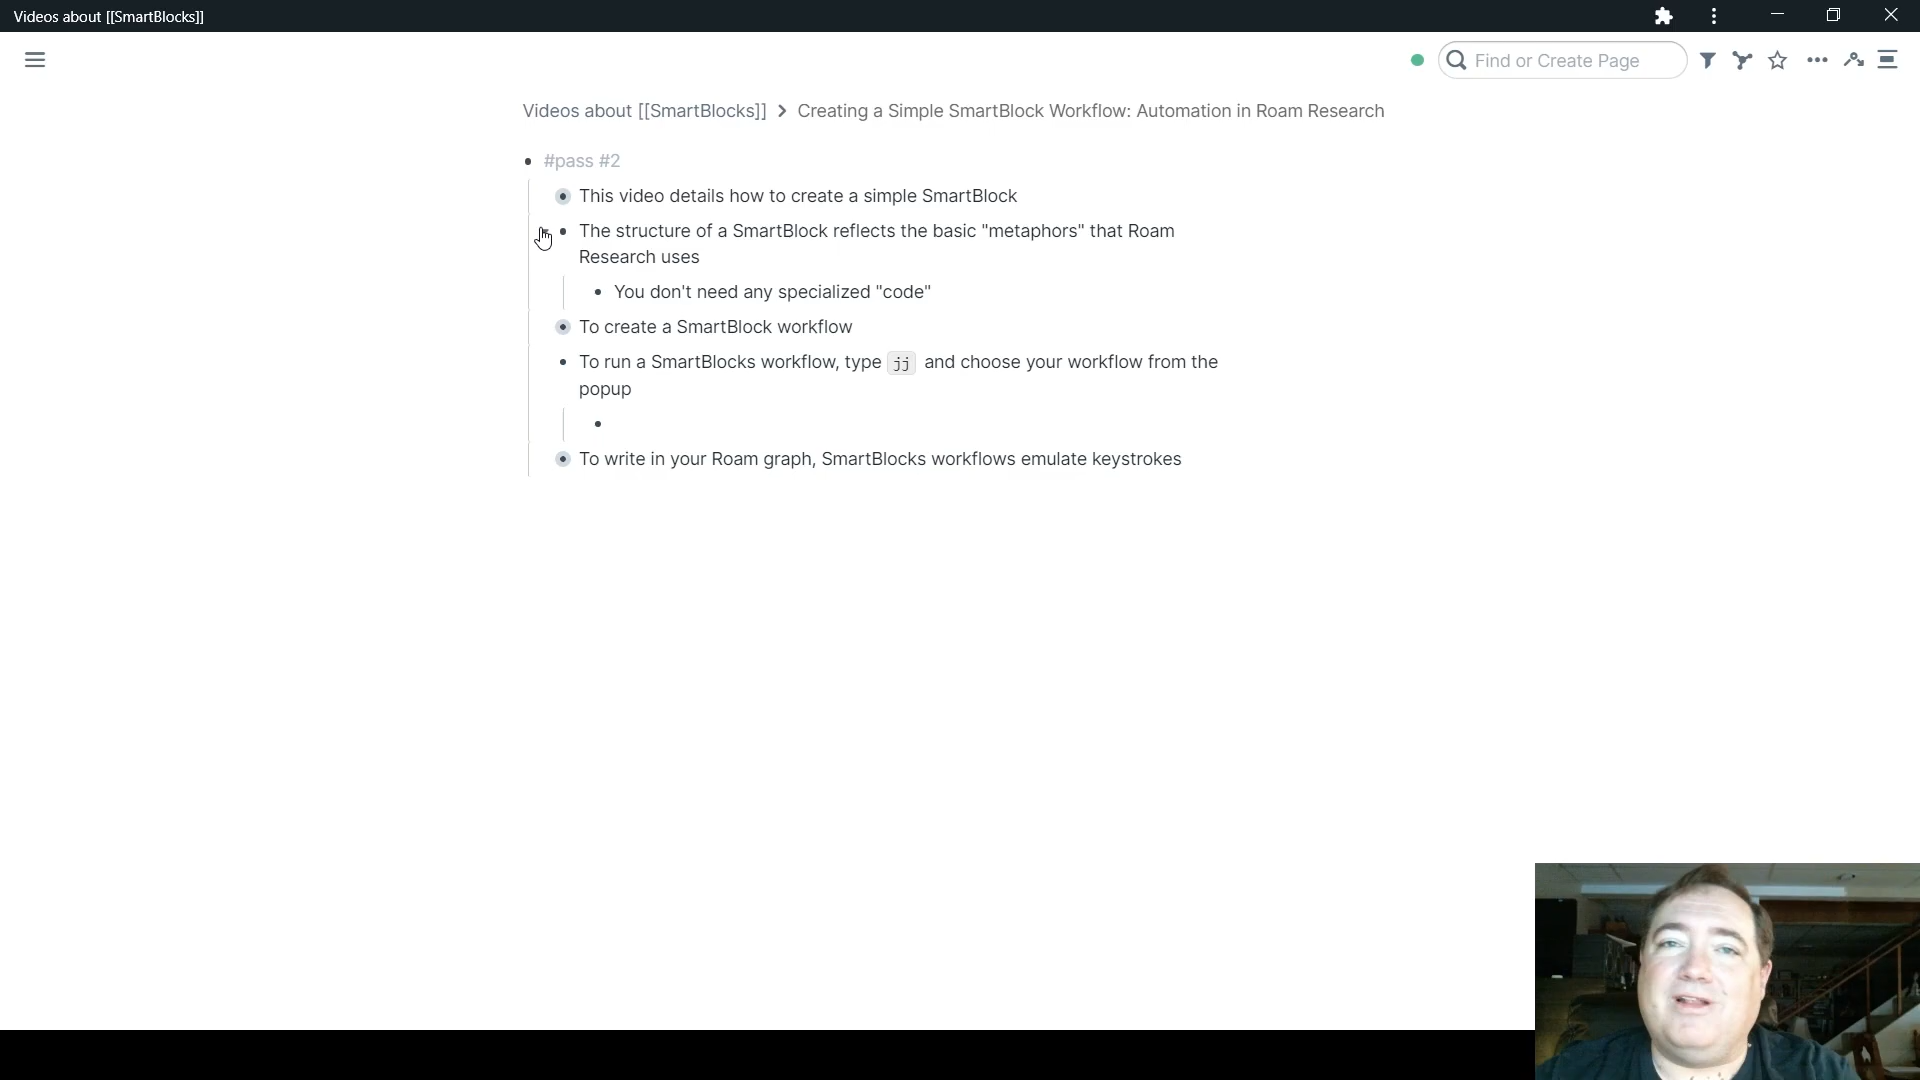 Videos about [[SmartBlocks]]
Find or Create Page
Videos about [[SmartBlocks]] > Creating a Simple SmartBlock Workflow: Automation in Roam Research
#pass #2
This video details how to create a simple SmartBlock
The structure of a SmartBlock reflects the basic "metaphors" that Roam
Research uses
You don't need any specialized "code"
To create a SmartBlock workflow
To run a SmartBlocks workflow, type jj and choose your workflow from the
popup
To write in your Roam graph, SmartBlocks workflows emulate keystrokes